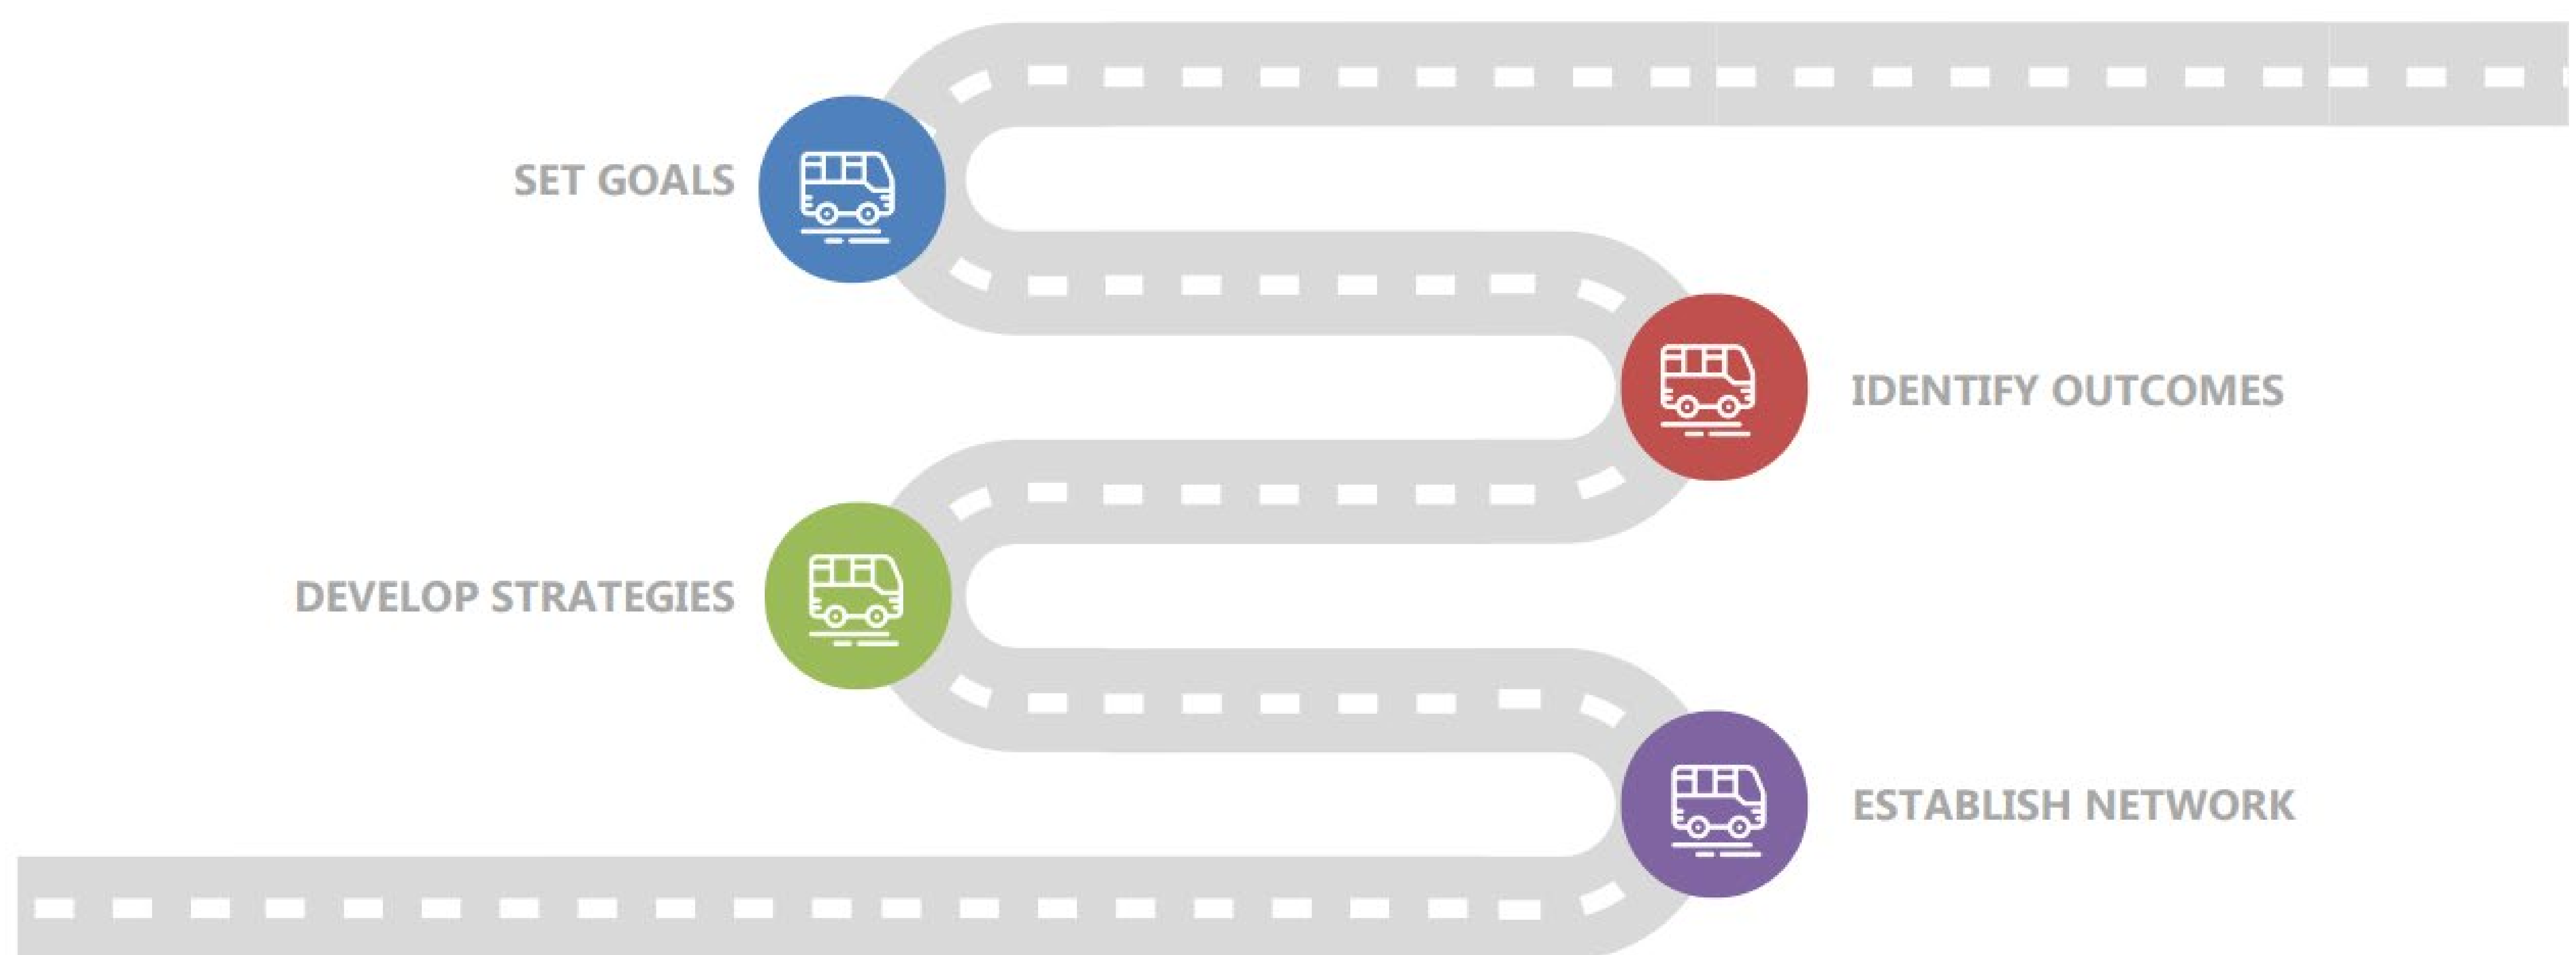 SET GOALS
IDENTIFY OUTCOMES
DEVELOP STRATEGIES
ESTABLISH NETWORK